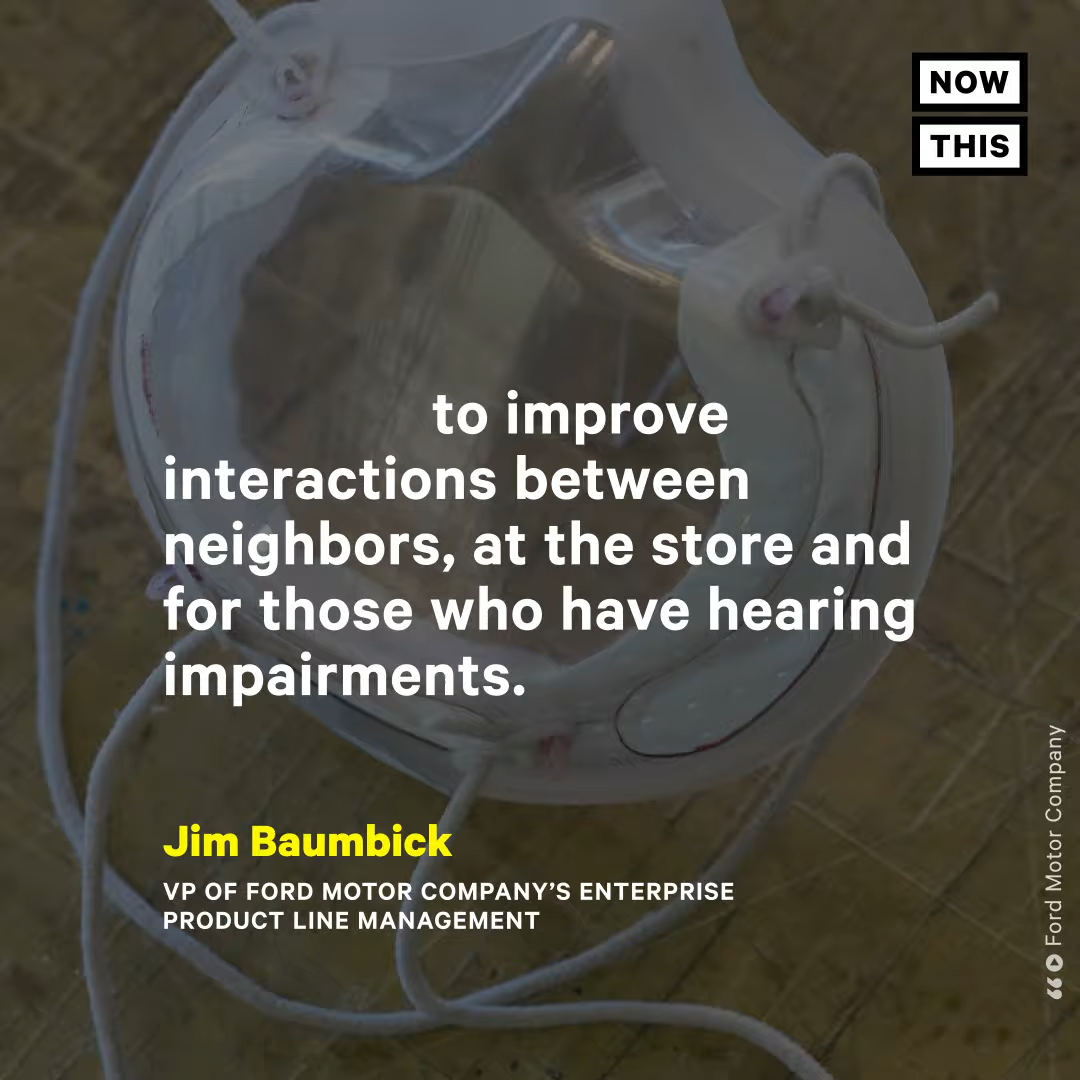 NOW
THIS
to improve
interactions between
neighbors, at the store and
for those who have hearing
impairments.
Jim Baumbick
VP OF FORD MOTOR COMPANY’S ENTERPRISE
PRODUCT LINE MANAGEMENT
Ford Motor Company